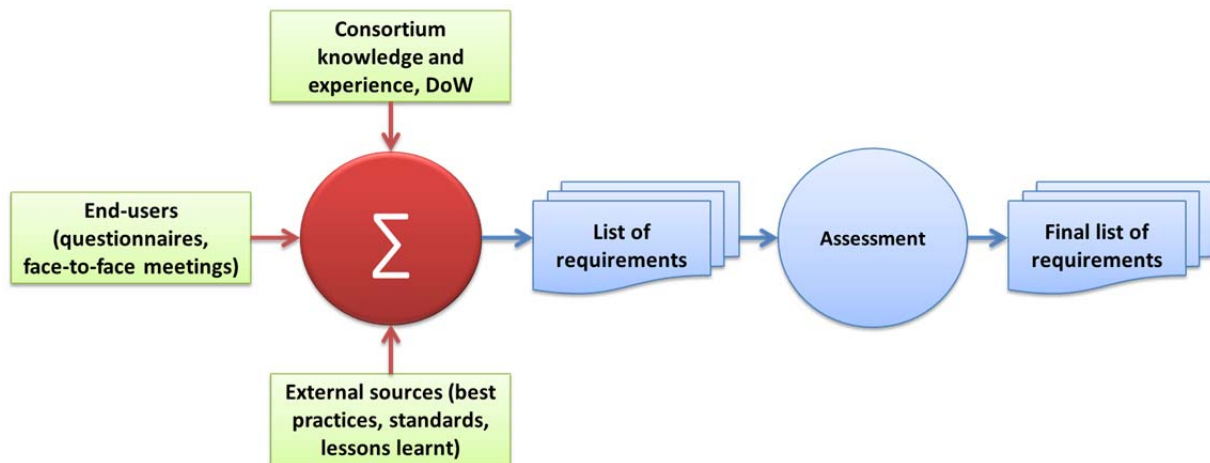 Consortium
knowledge and
experience, DoW
End-users
(questionnaires,
face-to-face meetings)
∑
List of
requirements
Assessment
Final list of
requirements
External sources (best
practices, standards,
lessons learnt)